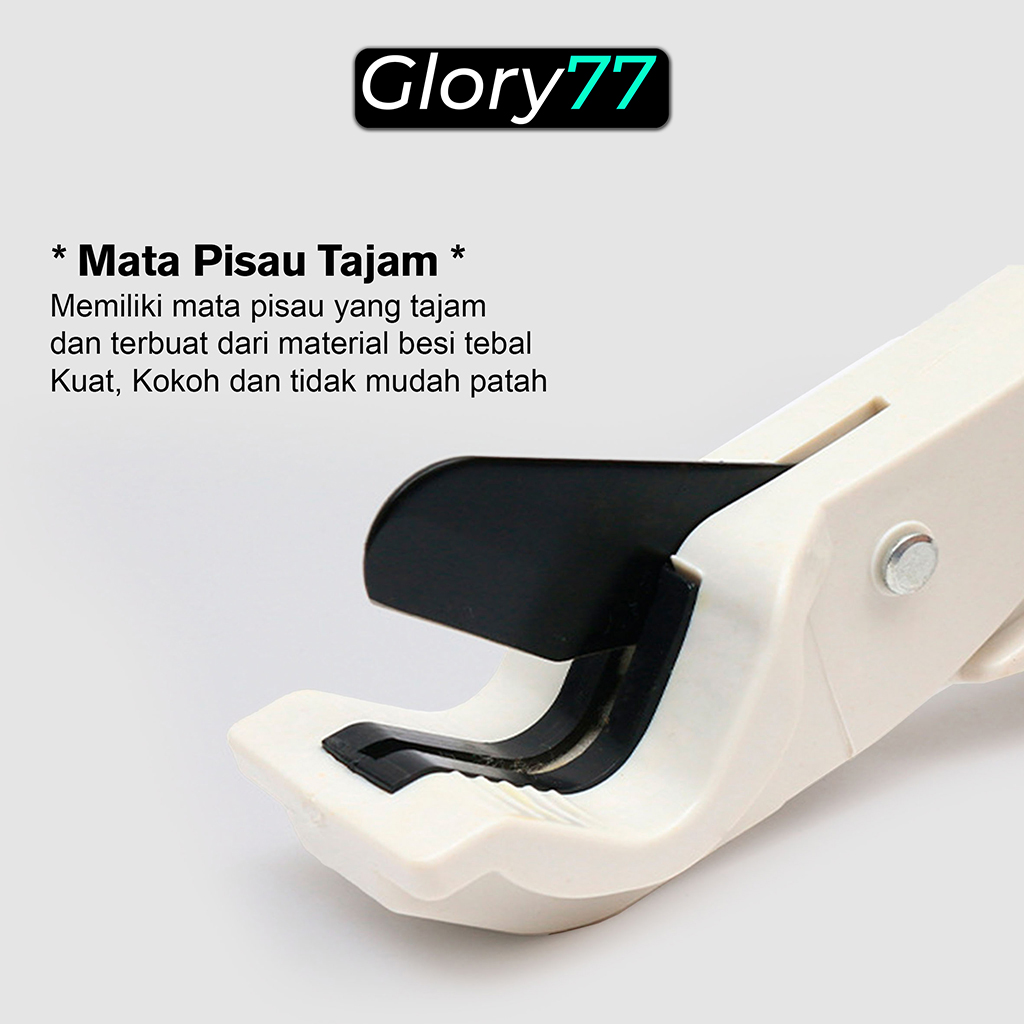 Glory77
* Mata Pisau Tajam *
Memiliki mata pisau yang tajam
dan terbuat dari material besi tebal
Kuat, Kokoh dan tidak mudah patah